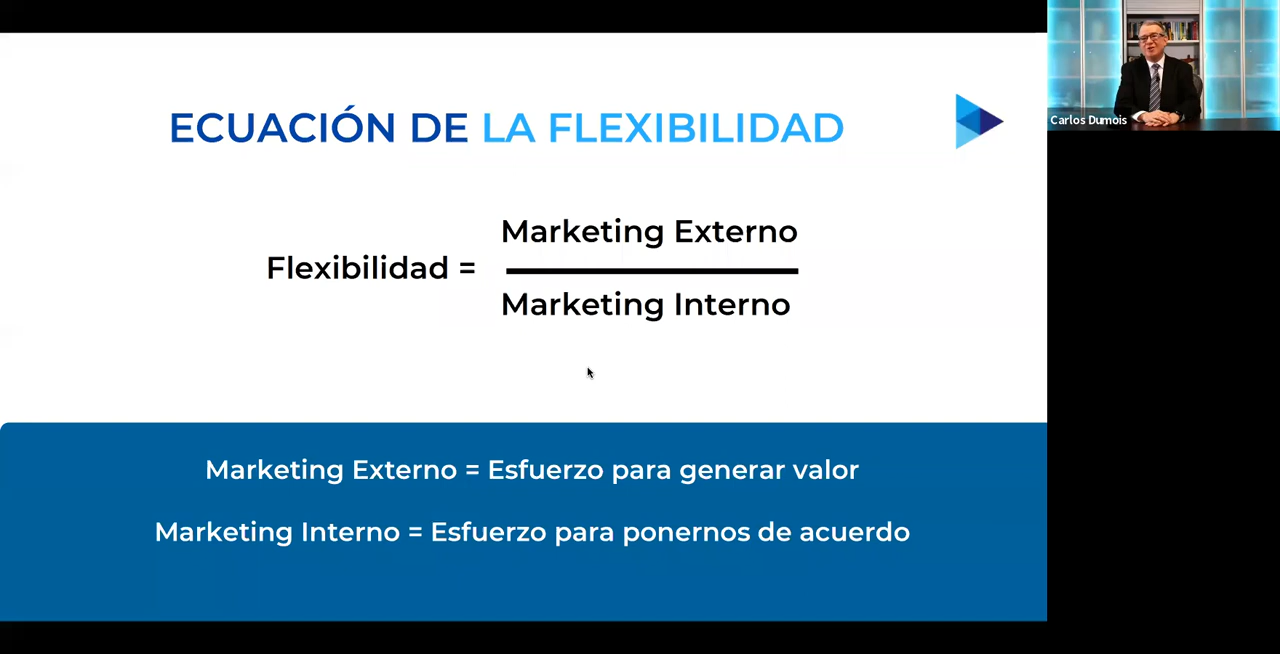 ECUACIÓN DE LA FLEXIBILIDAD
Flexibilidad =
Marketing Externo
Marketing Interno
Marketing Externo = Esfuerzo para generar valor
Marketing Interno = Esfuerzo para ponernos de acuerdo
Carlos Dumois